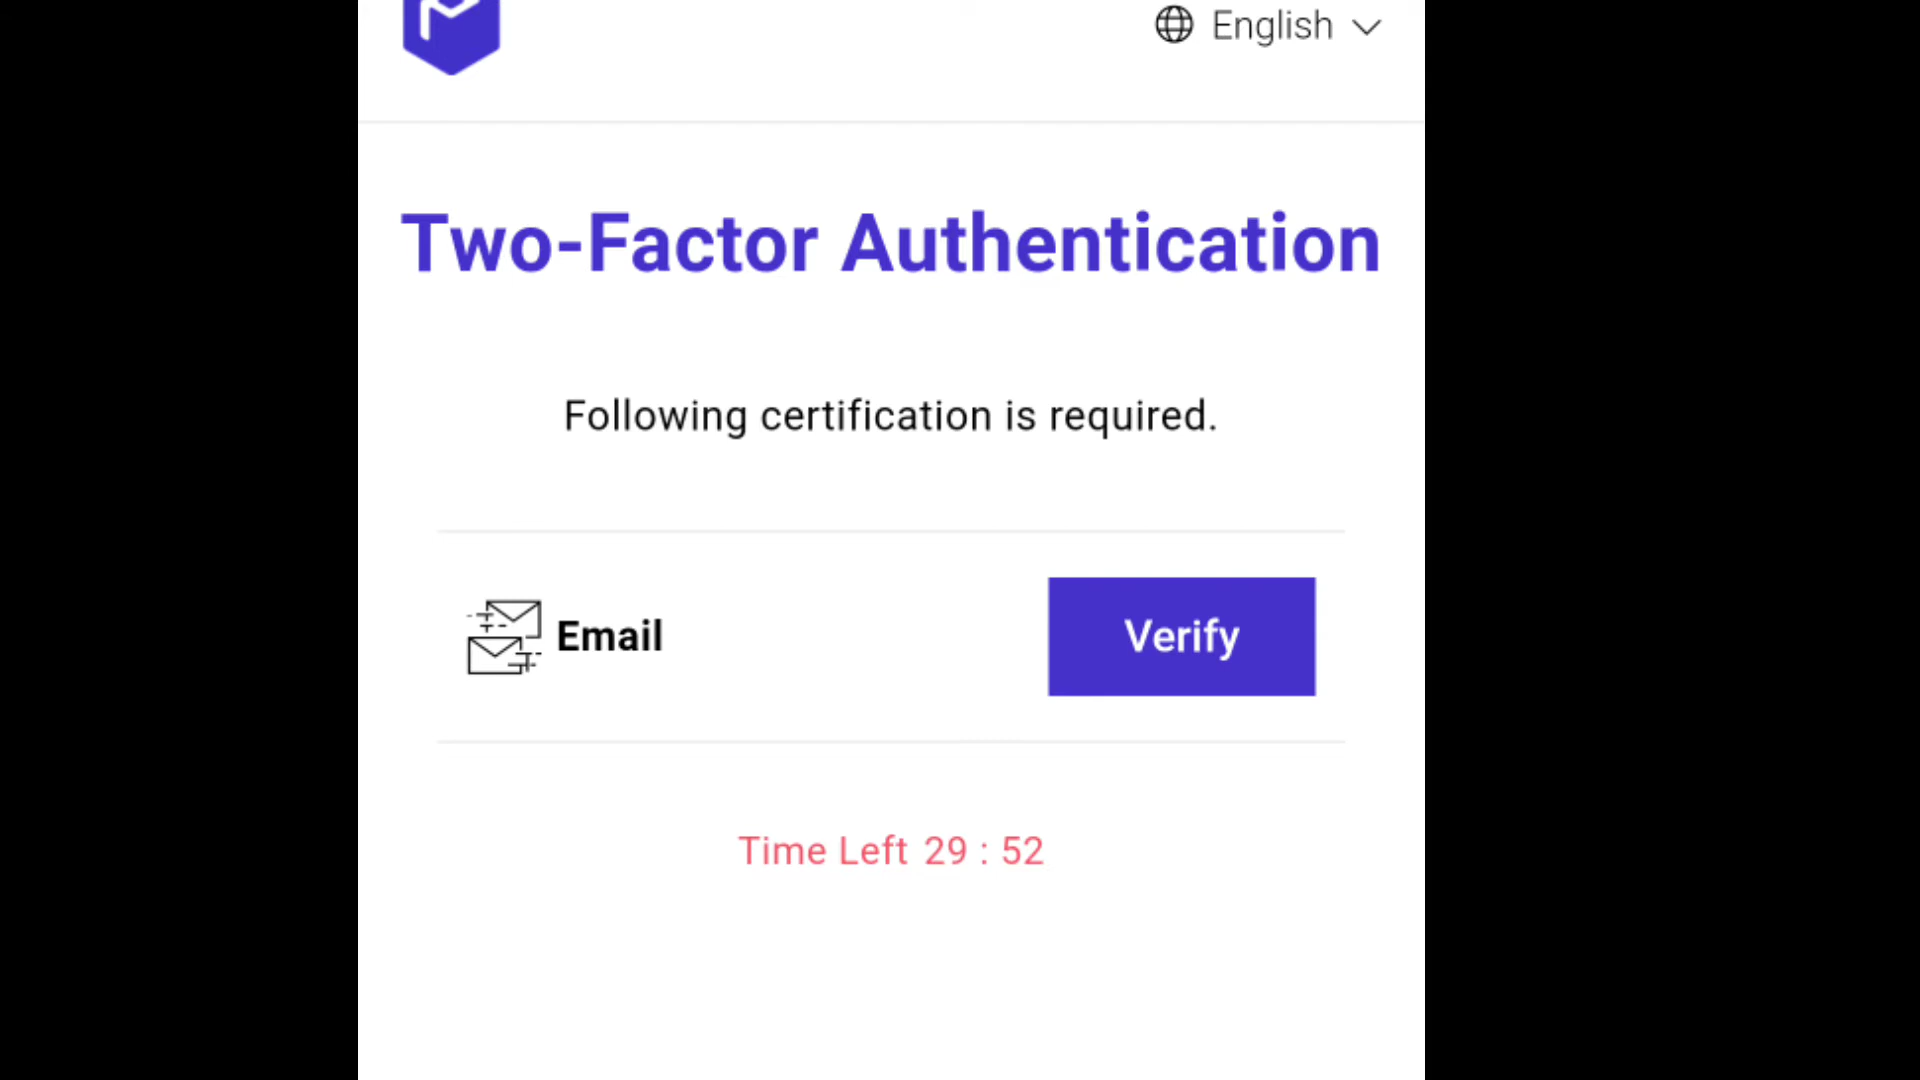 English
Two-Factor Authentication
Following certification is required.
Email
Verify
Time Left 29 : 52